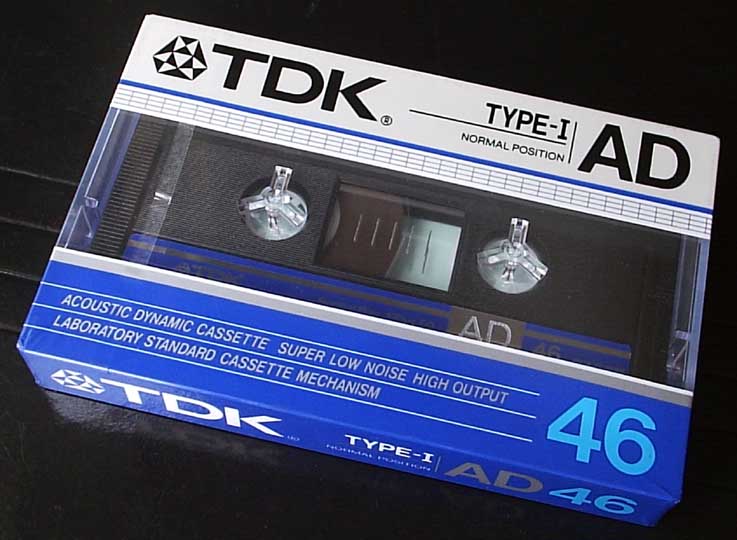 TDK®
TYPE-I
NORMAL POSITION
AD
AD 46
ACOUSTIC DYNAMIC CASSETTE SUPER LOW NOISE HIGH OUTPUT
LABORATORY STANDARD CASSETTE MECHANISM
46
TDK®
TYPE-I
NORMAL POSITION
AD 46